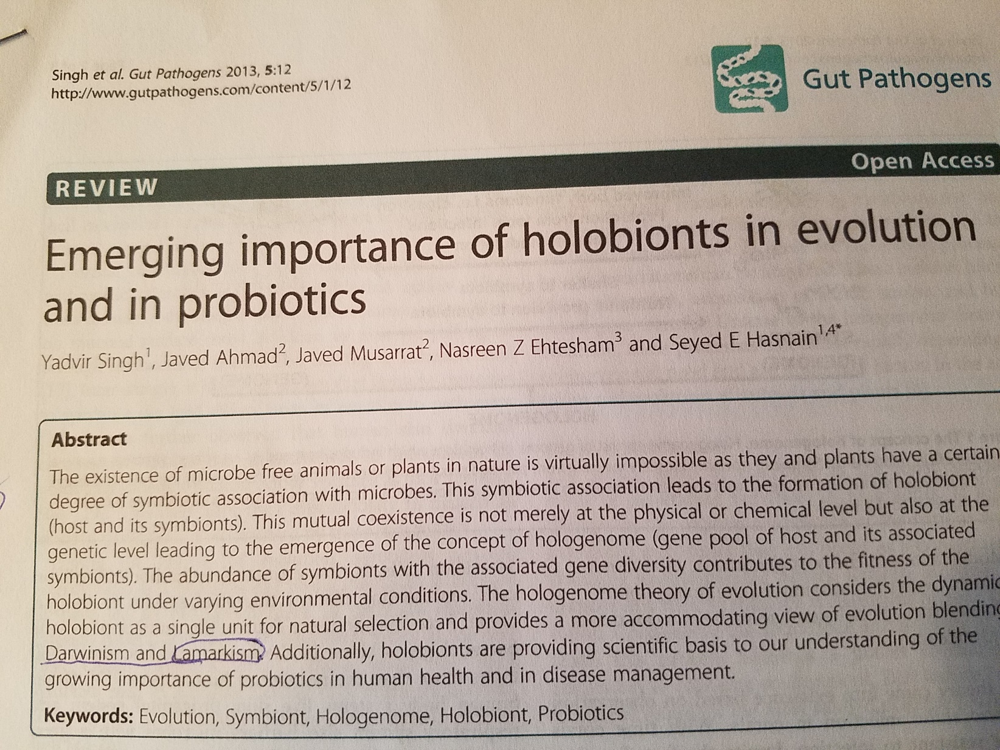 Singh et al. Gut Pathogens 2013, 5:12
http://www.gutpathogens.com/content/5/1/12
Gut Pathogens
REVIEW
Open Access
Emerging importance of holobionts in evolution
and in probiotics
Yadvir Singh1, Javed Ahmad2, Javed Musarrat2, Nasreen Z Ehtesham3 and Seyed E Hasnain1,4*
Abstract
The existence of microbe free animals or plants in nature is virtually impossible as they and plants have a certain
degree of symbiotic association with microbes. This symbiotic association leads to the formation of holobiont
(host and its symbionts). This mutual coexistence is not merely at the physical or chemical level but also at the
genetic level leading to the emergence of the concept of hologenome (gene pool of host and its associated
symbionts). The abundance of symbionts with the associated gene diversity contributes to the fitness of the
holobiont under varying environmental conditions. The hologenome theory of evolution considers the dynamic
holobiont as a single unit for natural selection and provides a more accommodating view of evolution blending
Darwinism and Lamarkism. Additionally, holobionts are providing scientific basis to our understanding of the
growing importance of probiotics in human health and in disease management.
Keywords: Evolution, Symbiont, Hologenome, Holobiont, Probiotics